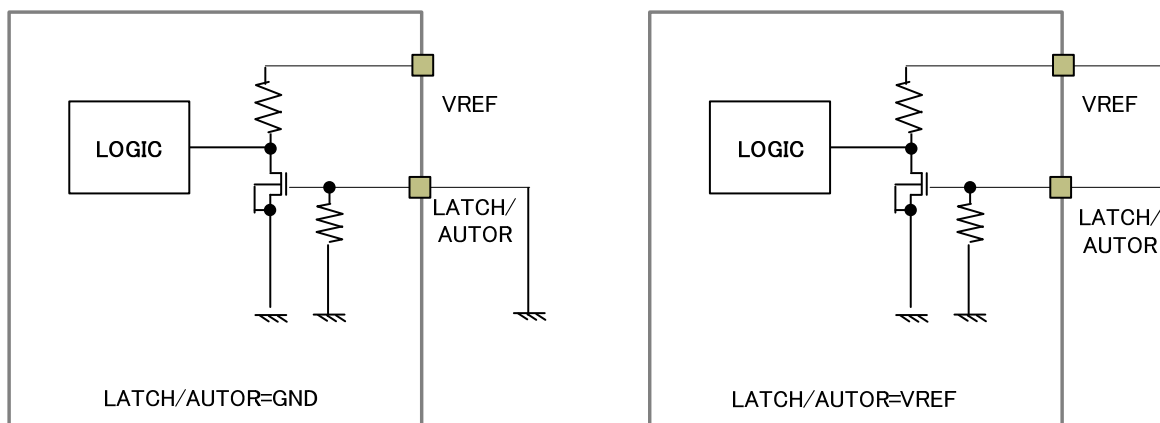 VREF
LOGIC
LATCH/
AUTOR
LATCH/AUTOR=GND
VREF
LOGIC
LATCH/
AUTOR
LATCH/AUTOR=VREF